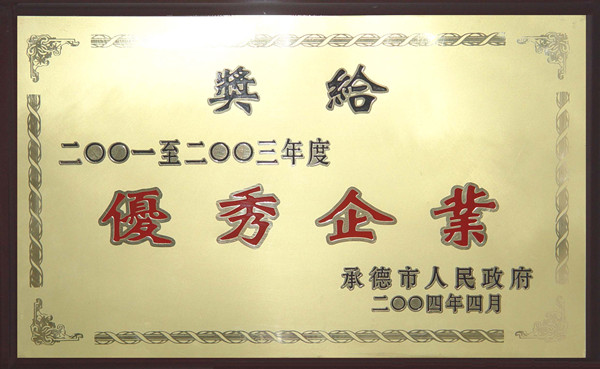 獎給
二〇〇一至二〇〇三年度
優秀企業
承德市人民政府
二〇〇四年四月